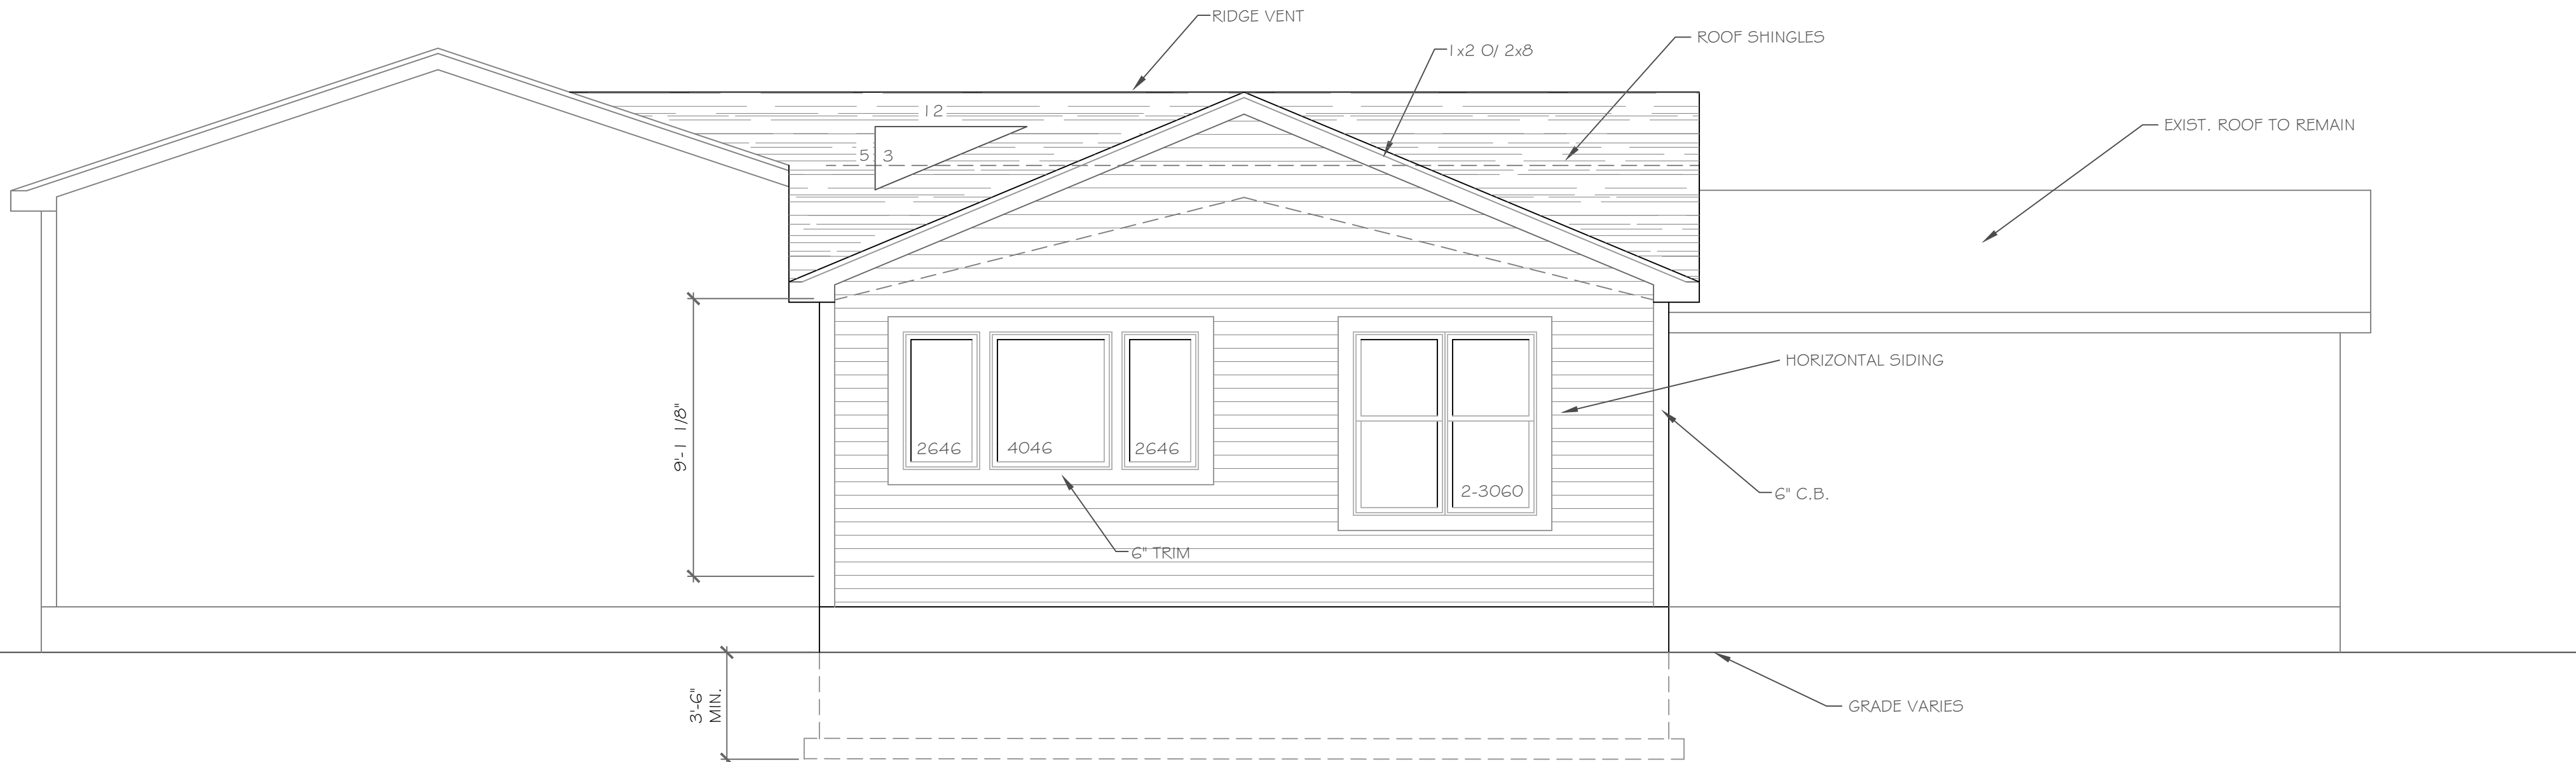 RIDGE VENT
1x2 O/ 2x8
ROOF SHINGLES
12
5 3
EXIST. ROOF TO REMAIN
HORIZONTAL SIDING
9'-1 1/8"
2646
4046
2646
2-3060
6" C.B.
6" TRIM
3'-6"
MIN.
GRADE VARIES